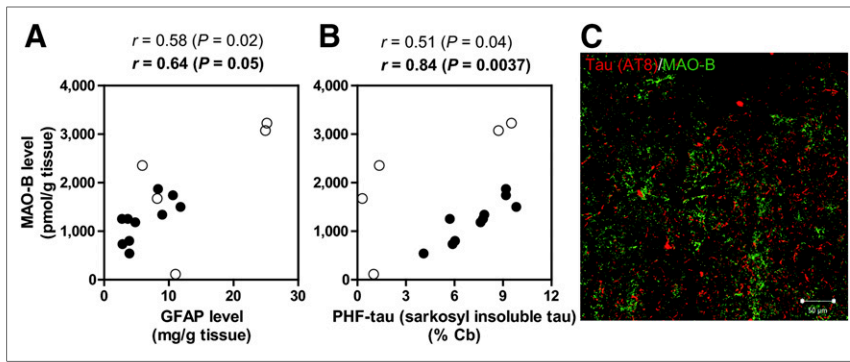 A
r = 0.58 (P = 0.02)
r = 0.64 (P = 0.05)
MAO-B level
(pmol/g tissue)
4,000
3,000
2,000
1,000
0
0
10
20
30
GFAP level
(mg/g tissue)
B
r = 0.51 (P = 0.04)
r = 0.84 (P = 0.0037)
4,000
3,000
2,000
1,000
0
0
3
6
9
12
PHF-tau (sarkosyl insoluble tau)
(% Cb)
C
Tau (AT8)/MAO-B
50 µm